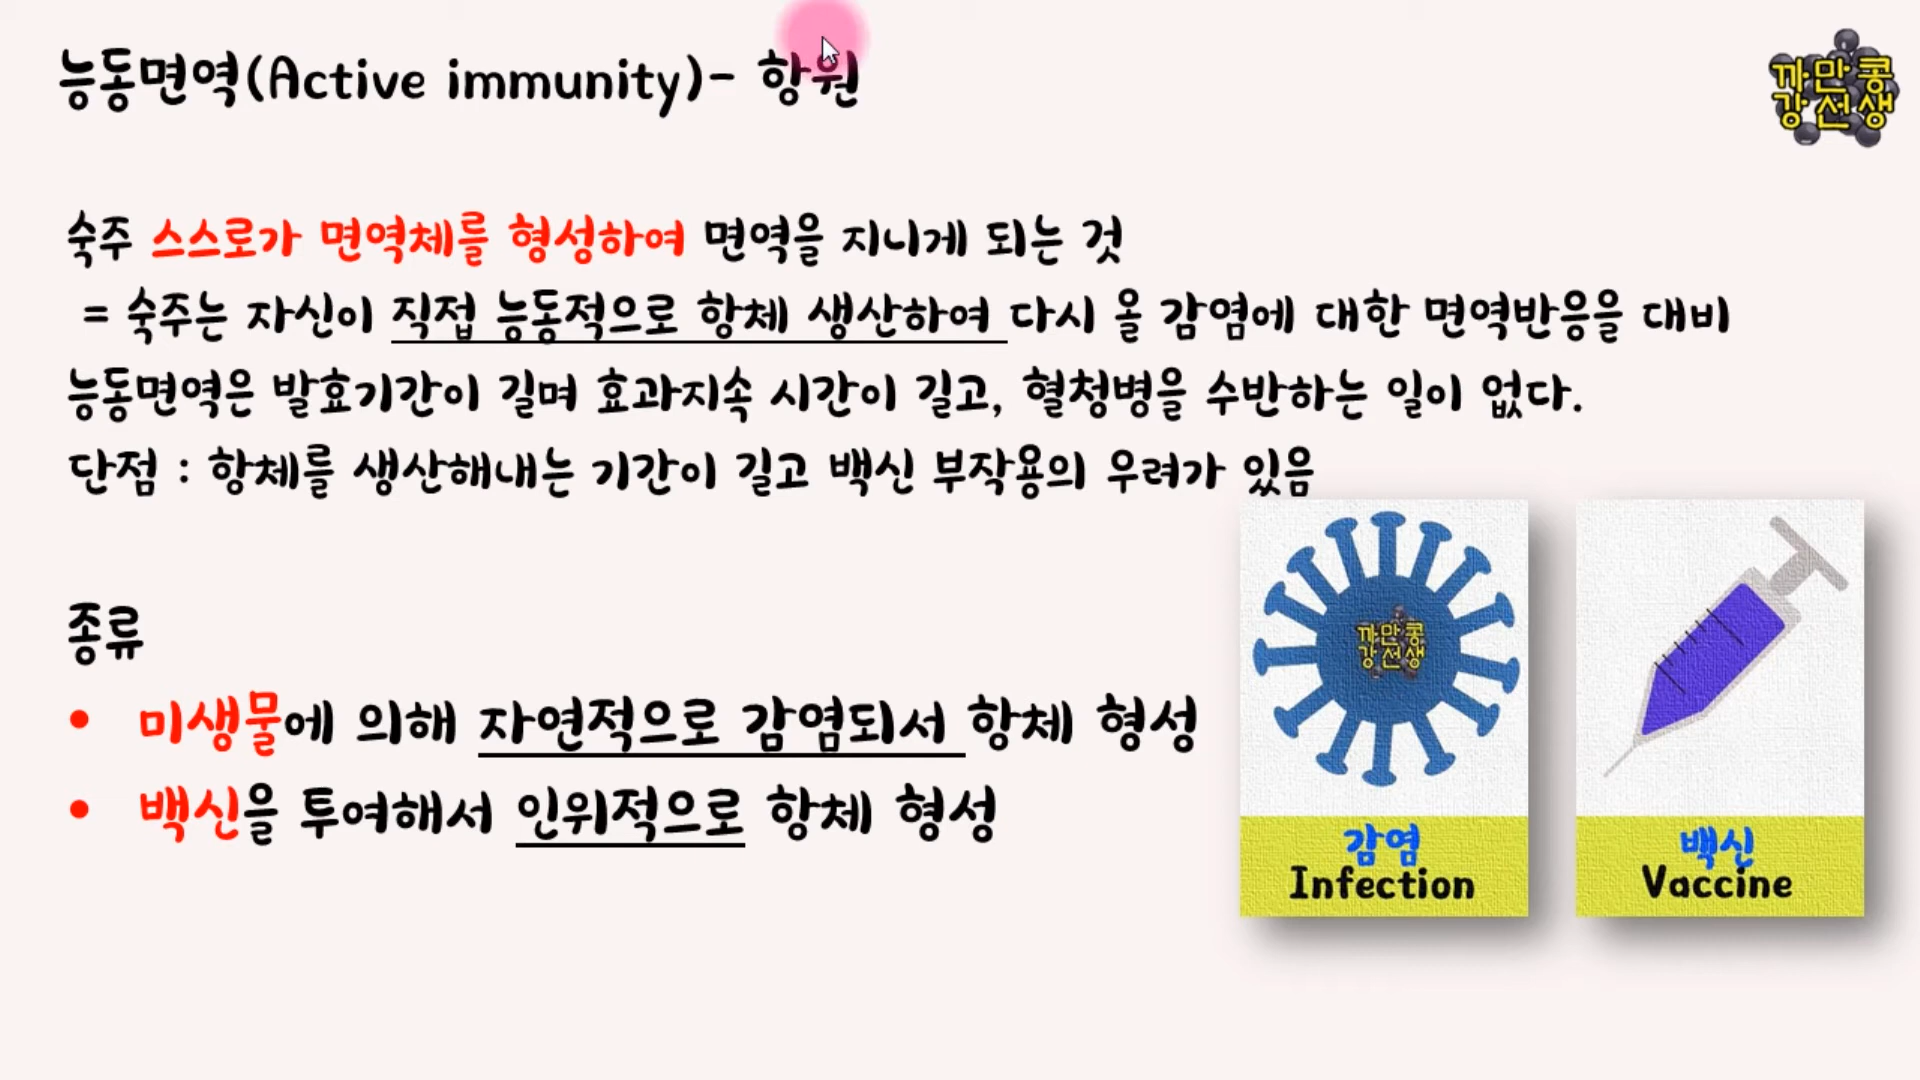 능동면역(Active immunity)- 항원
까만콩
강선생
숙주 스스로가 면역체를 형성하여 면역을 지니게 되는 것
= 숙주는 자신이 직접 능동적으로 항체 생산하여 다시 올 감염에 대한 면역반응을 대비
능동면역은 발효기간이 길며 효과지속 시간이 길고, 혈청병을 수반하는 일이 없다.
단점 : 항체를 생산해내는 기간이 길고 백신 부작용의 우려가 있음
종류
• 미생물에 의해 자연적으로 감염되서 항체 형성
• 백신을 투여해서 인위적으로 항체 형성
까만콩
강선생
감염
Infection
백신
Vaccine